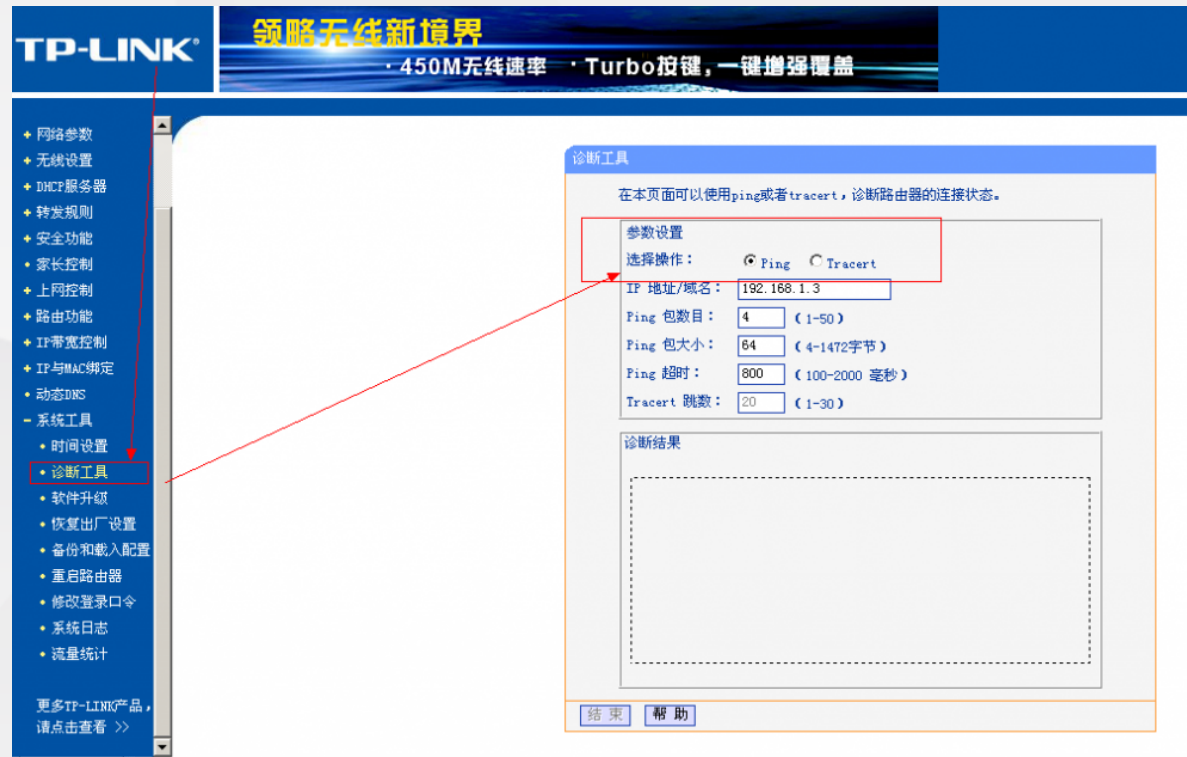 TP-LINK®
领略无线新境界
·450M无线速率 ·Turbo按键,一键增强覆盖
+ 网络参数
+ 无线设置
+ DHCP服务器
+ 转发规则
+ 安全功能
• 家长控制
+ 上网控制
+ 路由功能
+ IP带宽控制
+ IP与MAC绑定
• 动态DNS
- 系统工具
• 时间设置
• 诊断工具
• 软件升级
• 恢复出厂设置
• 备份和载入配置
• 重启路由器
• 修改登录口令
• 系统日志
• 流量统计
更多TP-LINK产品,
请点击查看 >>
诊断工具
在本页面可以使用ping或者tracert,诊断路由器的连接状态。
参数设置
选择操作: Ping Tracert
IP 地址/域名: 192.168.1.3
Ping 包数目: 4 (1-50)
Ping 包大小: 64 (4-1472字节)
Ping 超时: 800 (100-2000 毫秒)
Tracert 跳数: 20 (1-30)
诊断结果
结 束 帮 助